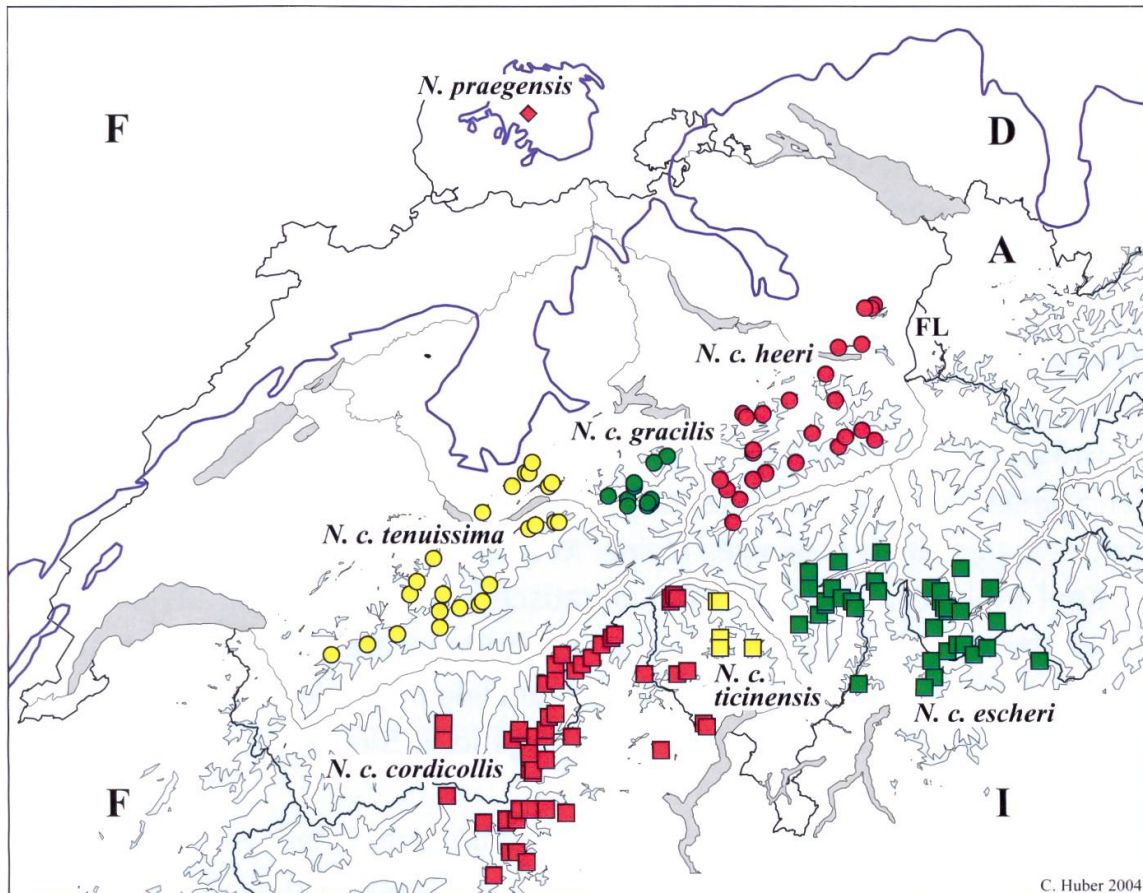 N. praegensis
F
D
A
FL
N. c. heeri
N. c. gracilis
N. c. tenuissima
N. c.
ticinensis
N. c. escheri
N. c. cordicollis
F
I
C. Huber 2004